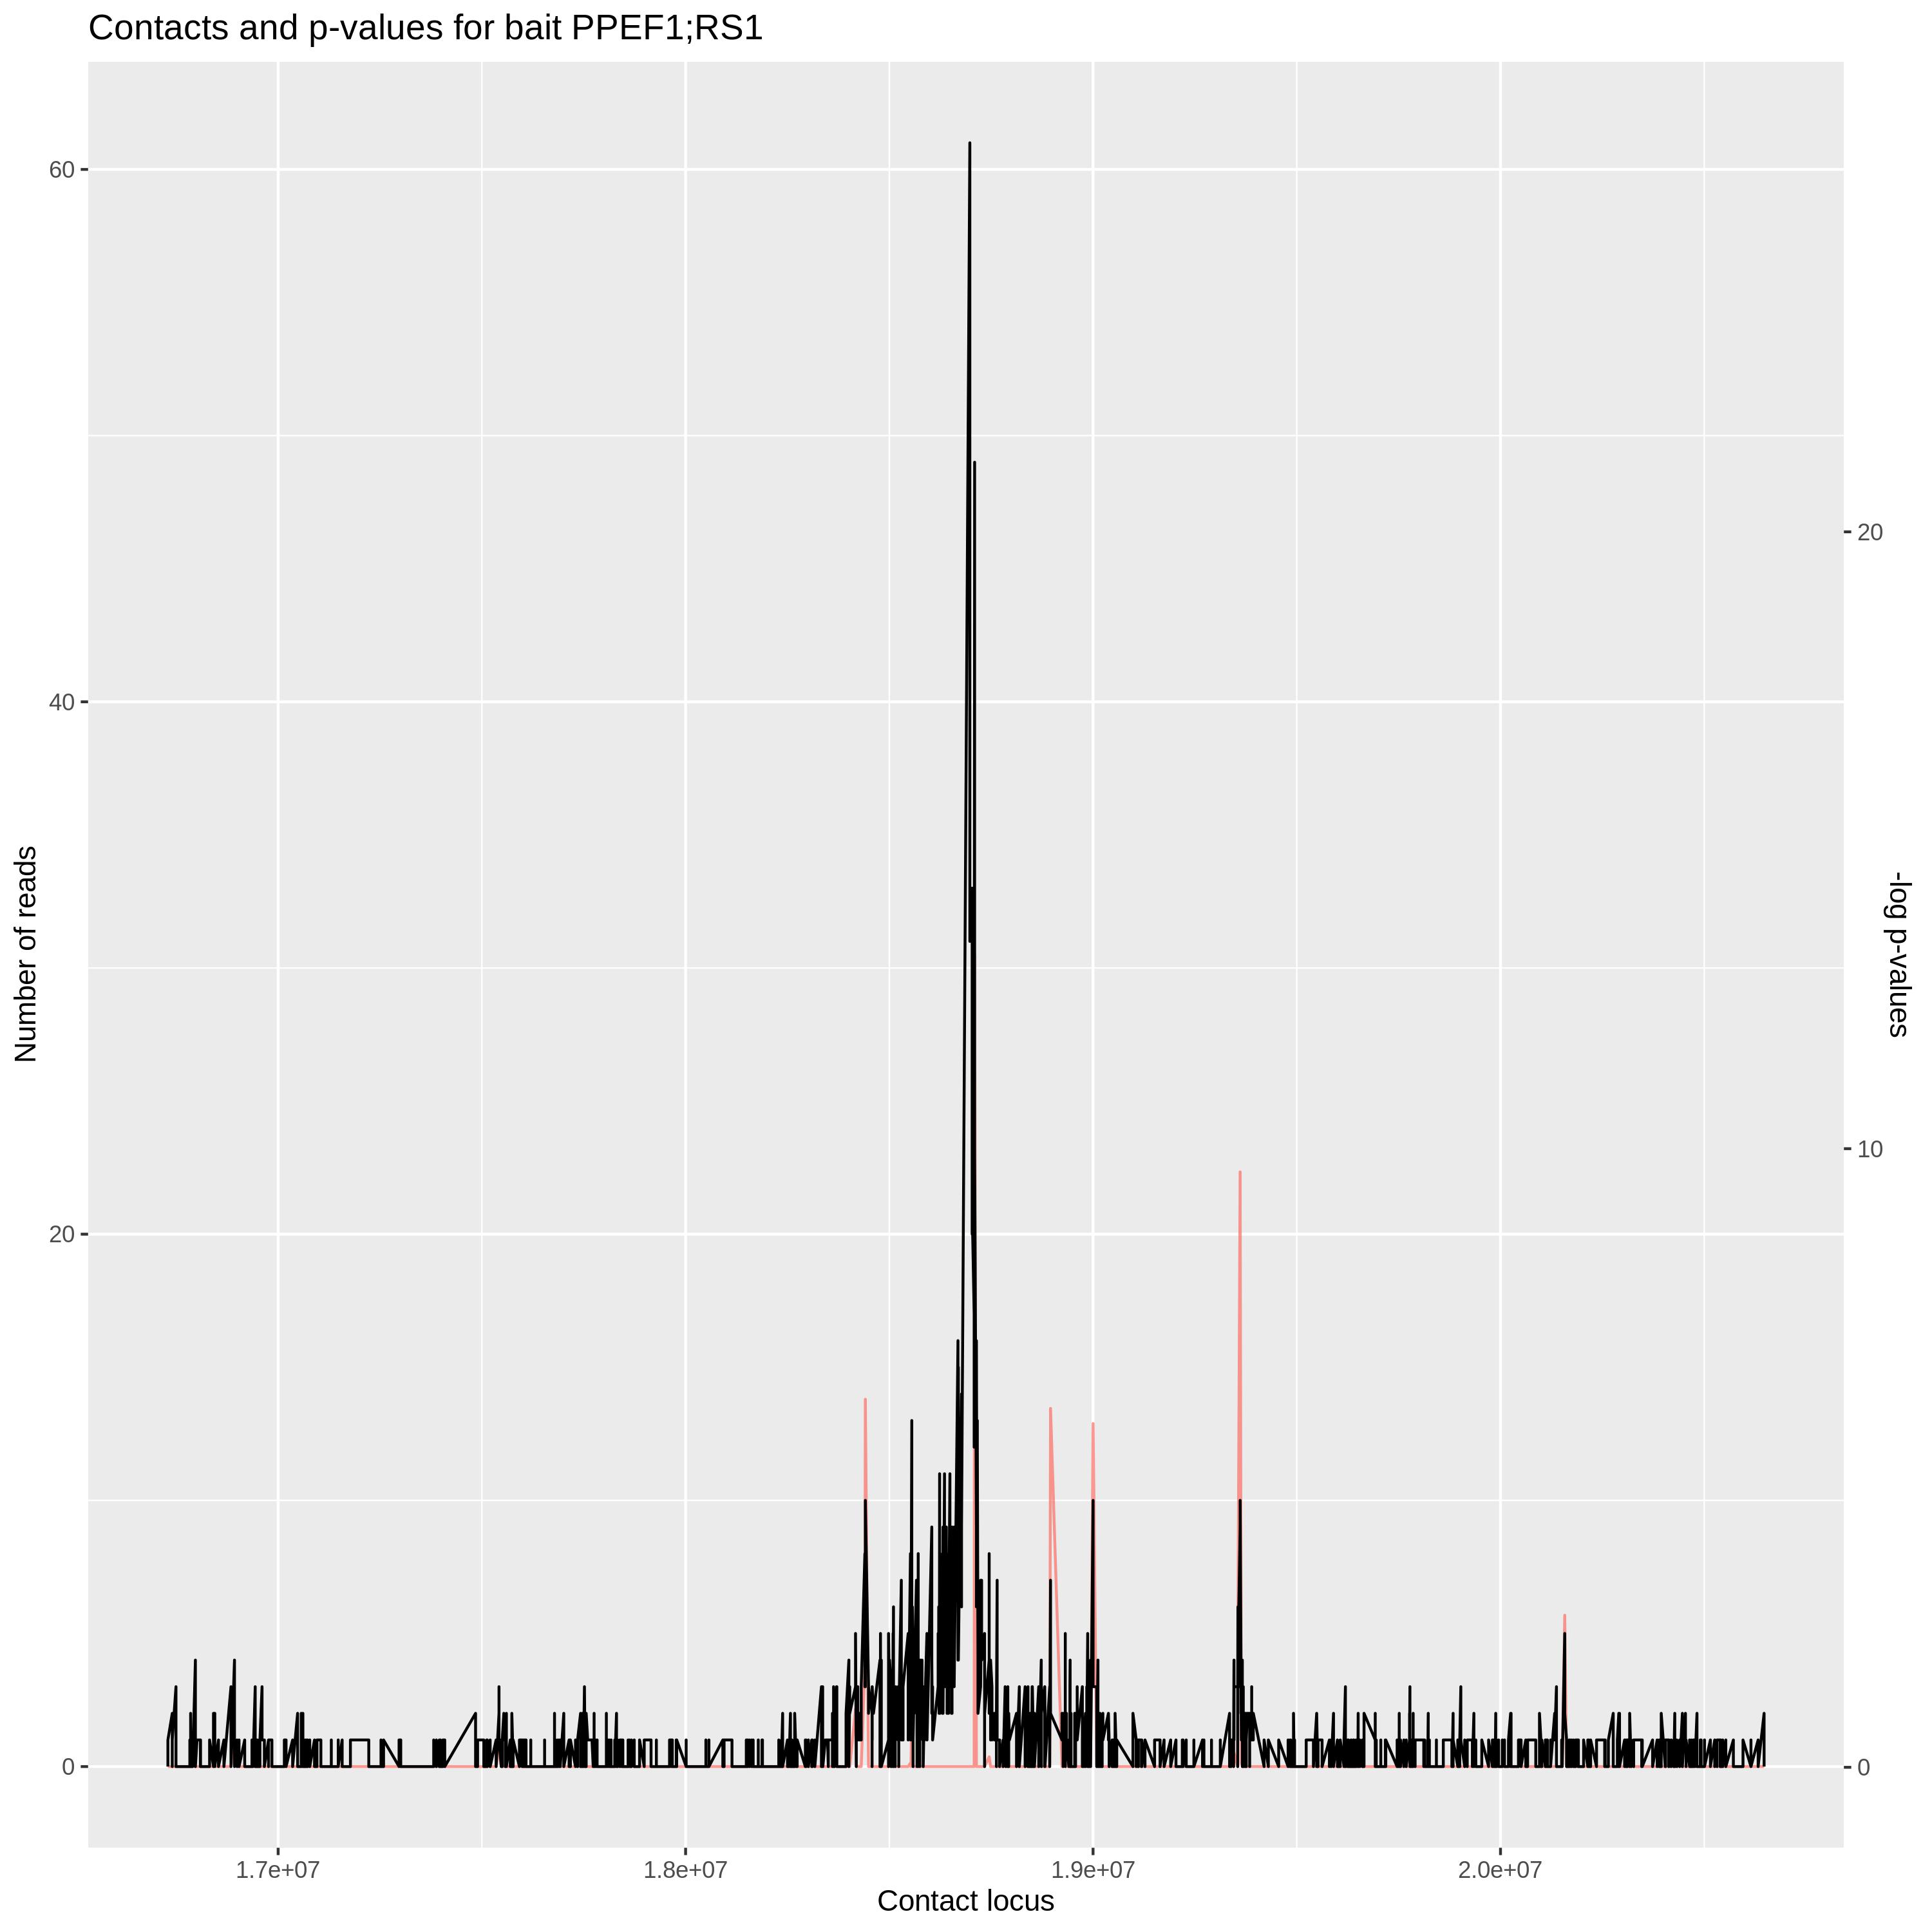 Contacts and p-values for bait PPEF1;RS1
60
40
20
0
Number of reads
20
10
0
-log p-values
1.7e+07 1.8e+07 1.9e+07 2.0e+07
Contact locus